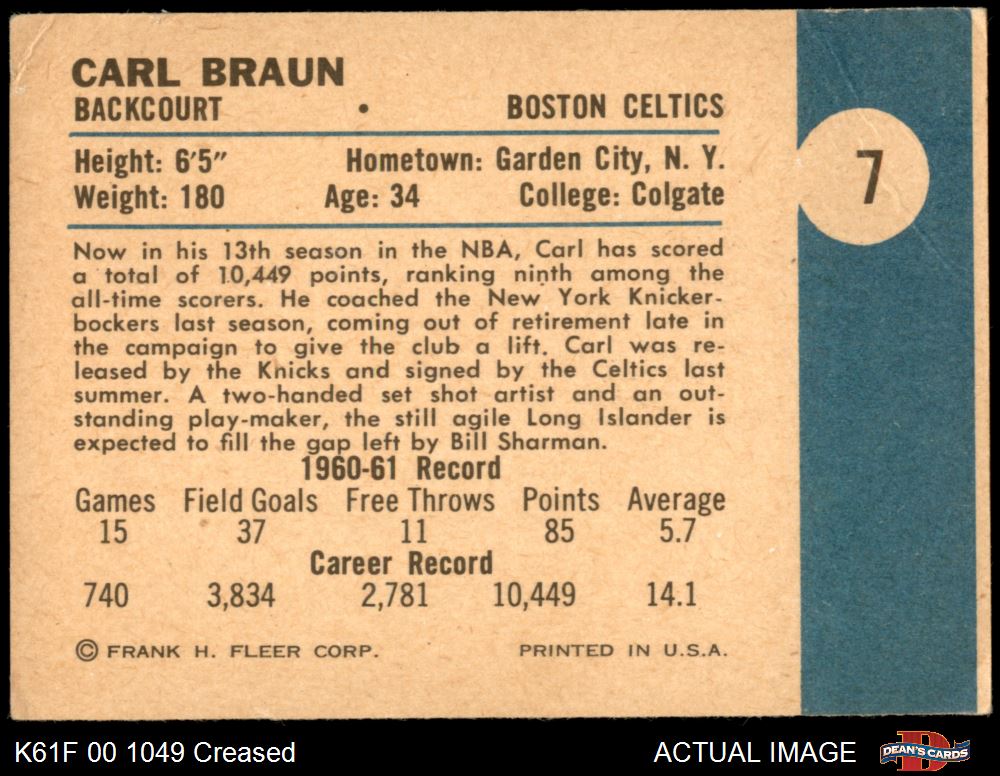 CARL BRAUN
BACKCOURT • BOSTON CELTICS
7
Height: 6'5" Hometown: Garden City, N. Y.
Weight: 180 Age: 34 College: Colgate
Now in his 13th season in the NBA, Carl has scored
a total of 10,449 points, ranking ninth among the
all-time scorers. He coached the New York Knicker-
bockers last season, coming out of retirement late in
the campaign to give the club a lift. Carl was re-
leased by the Knicks and signed by the Celtics last
summer. A two-handed set shot artist and an out-
standing play-maker, the still agile Long Islander is
expected to fill the gap left by Bill Sharman.
1960-61 Record
Games Field Goals Free Throws Points Average
15 37 11 85 5.7
Career Record
740 3,834 2,781 10,449 14.1
© FRANK H. FLEER CORP. PRINTED IN U.S.A.
K61F 00 1049 Creased ACTUAL IMAGE D DEAN'S CARDS